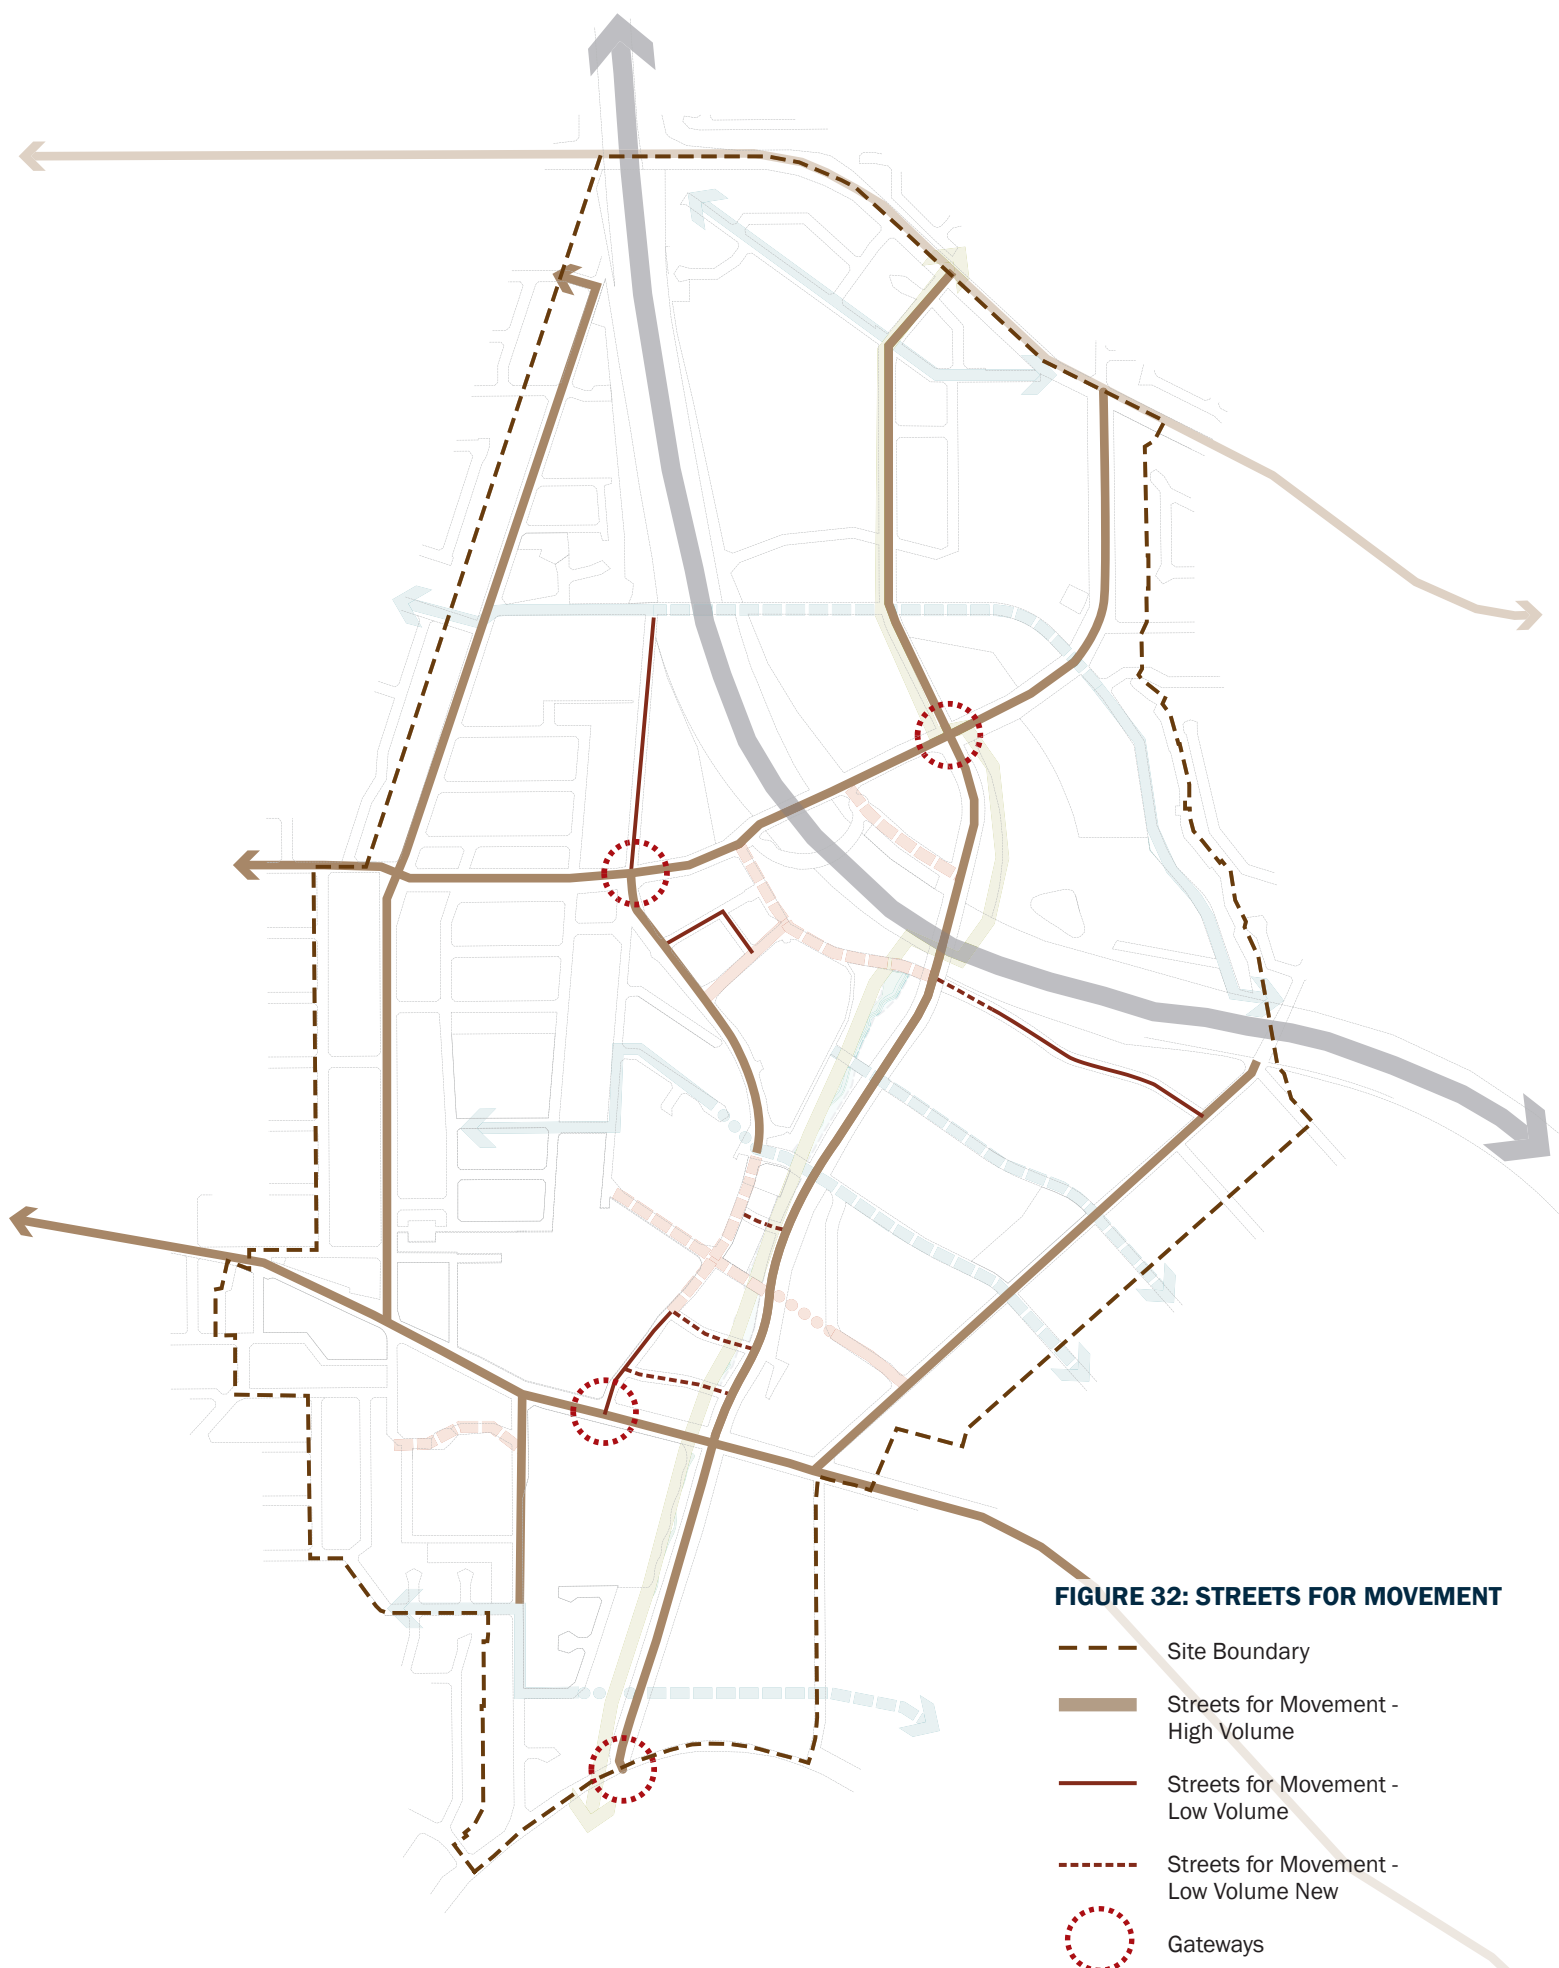 FIGURE 32: STREETS FOR MOVEMENT
Site Boundary
Streets for Movement -
High Volume
Streets for Movement -
Low Volume
Streets for Movement -
Low Volume New
Gateways